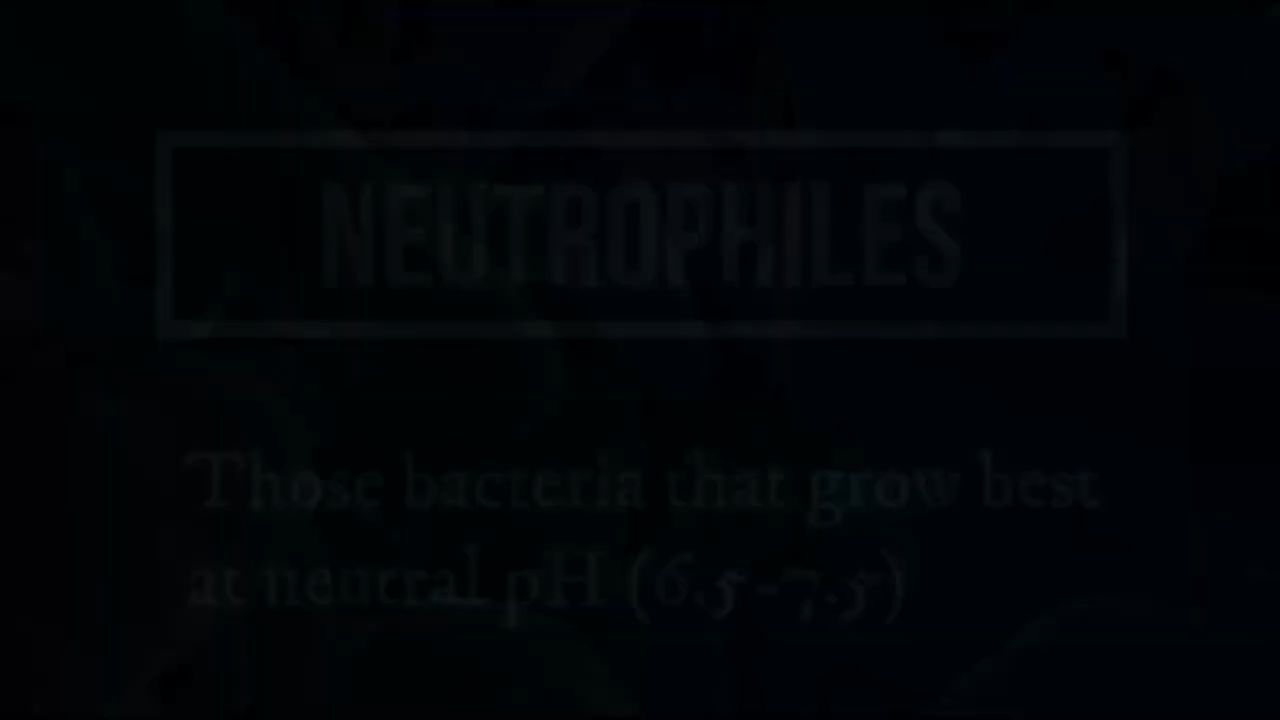 NEUTROPHILES
Those bacteria that grow best
at neutral pH (6.5-7.5)